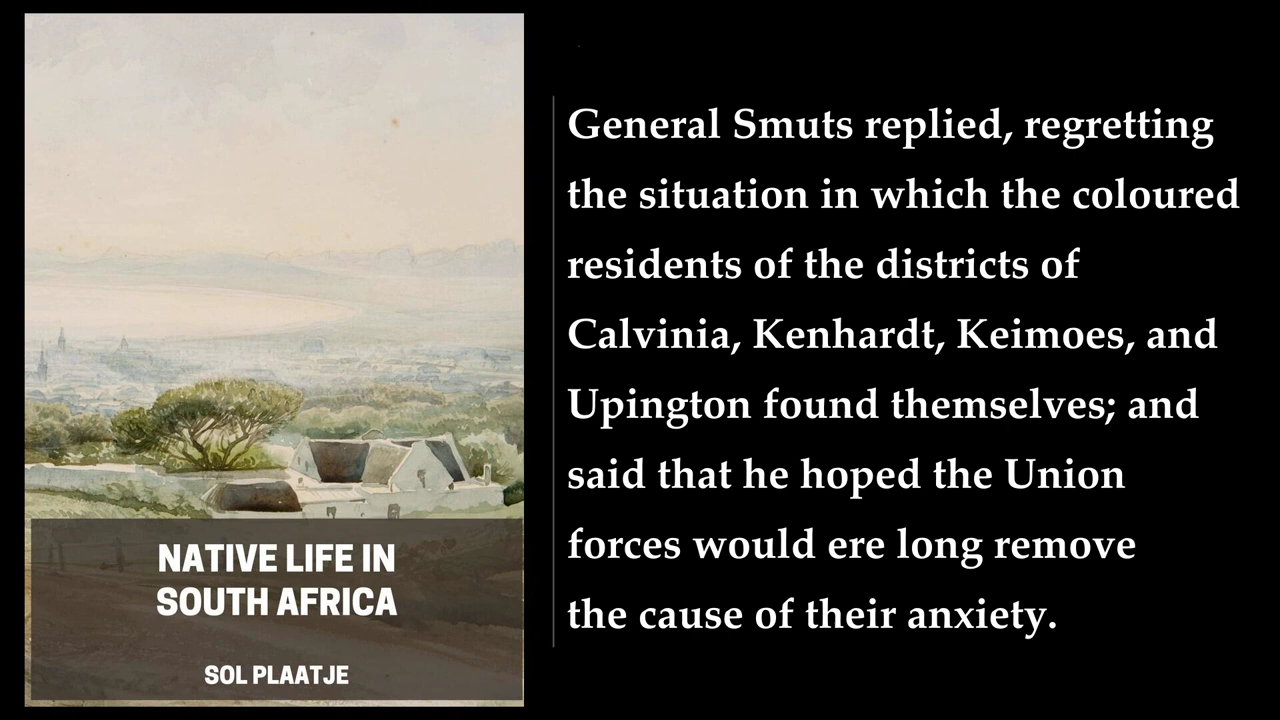 NATIVE LIFE IN
SOUTH AFRICA
SOL PLAATJE
General Smuts replied, regretting
the situation in which the coloured
residents of the districts of
Calvinia, Kenhardt, Keimoes, and
Upington found themselves; and
said that he hoped the Union
forces would ere long remove
the cause of their anxiety.